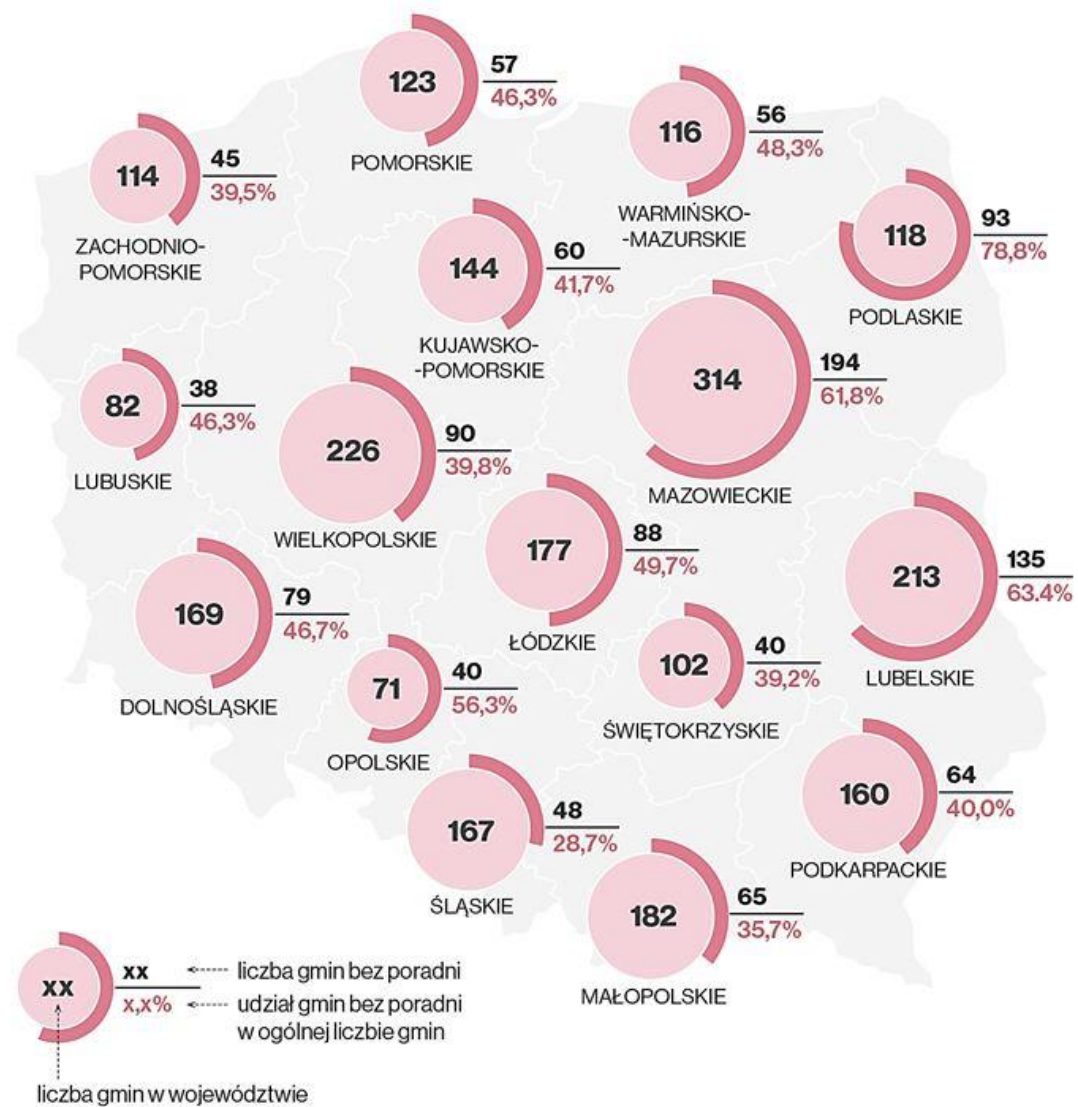 123
57
46,3%
POMORSKIE
116
56
48,3%
WARMIŃSKO-
-MAZURSKIE
114
45
39,5%
ZACHODNIO-
POMORSKIE
118
93
78,8%
PODLASKIE
144
60
41,7%
KUJAWSKO-
-POMORSKIE
314
194
61,8%
MAZOWIECKIE
82
38
46,3%
LUBUSKIE
226
90
39,8%
WIELKOPOLSKIE
177
88
49,7%
ŁÓDZKIE
213
135
63.4%
LUBELSKIE
169
79
46,7%
DOLNOŚLĄSKIE
71
40
56,3%
OPOLSKIE
102
40
39,2%
ŚWIĘTOKRZYSKIE
160
64
40,0%
PODKARPACKIE
167
48
28,7%
ŚLĄSKIE
182
65
35,7%
MAŁOPOLSKIE
xx
xx
liczba gmin bez poradni
x,x%
udział gmin bez poradni
w ogólnej liczbie gmin
liczba gmin w województwie